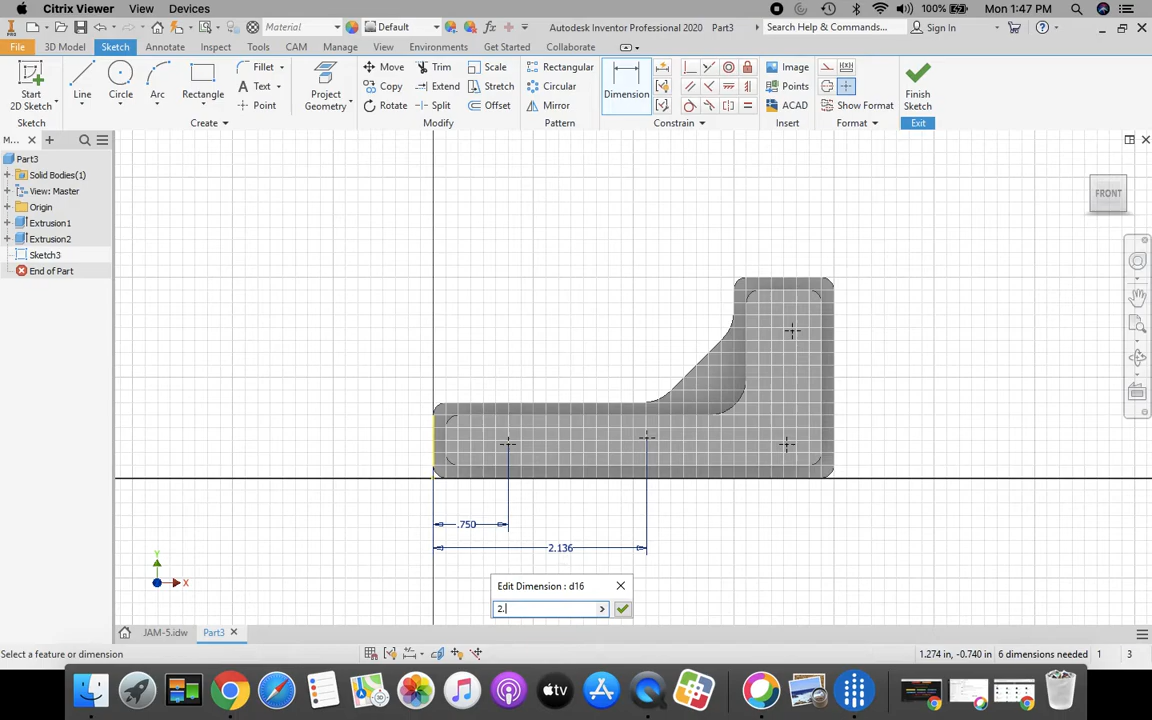 Citrix Viewer View Devices 100% Mon 1:47 PM
Material Default Autodesk Inventor Professional 2020 Part3 Search Help & Commands... Sign In
File 3D Model Sketch Annotate Inspect Tools CAM Manage View Environments Get Started Collaborate
Start 2D Sketch
Line
Circle
Arc
Rectangle
Fillet
Text
Point
Project Geometry
Move
Copy
Rotate
Trim
Extend
Split
Scale
Stretch
Offset
Rectangular
Circular
Mirror
Dimension
Image
Points
ACAD
Show Format
Finish Sketch
Sketch Create Modify Pattern Constrain Insert Format Exit
M...
Part3
Solid Bodies(1)
View: Master
Origin
Extrusion1
Extrusion2
Sketch3
End of Part
FRONT
.750
2.136
Edit Dimension : d16
2.
Y
X
JAM-5.idw Part3
Select a feature or dimension 1.274 in, -0.740 in 6 dimensions needed 1 3
tv